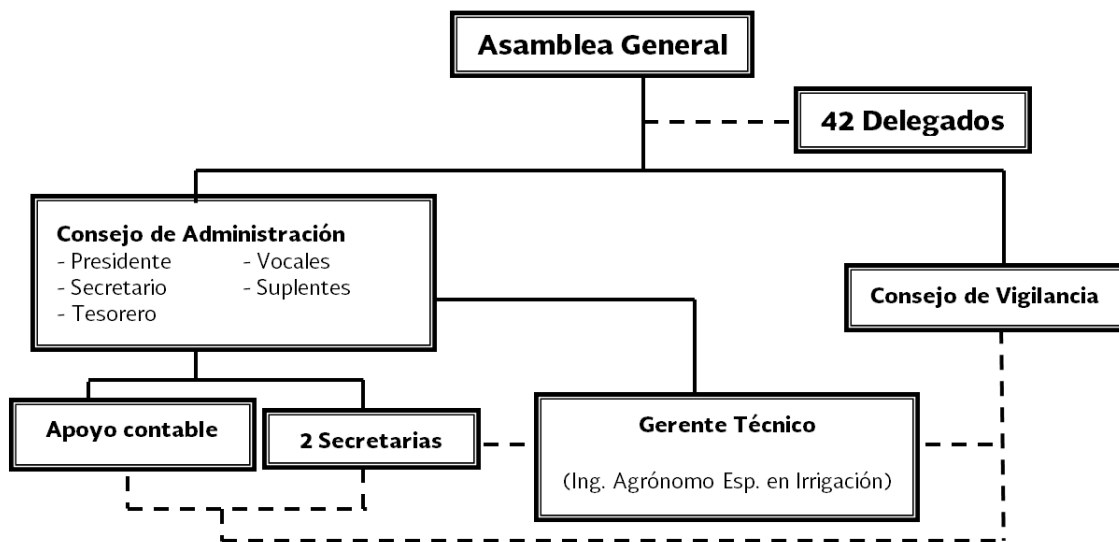 Asamblea General
42 Delegados
Consejo de Administración
- Presidente - Vocales
- Secretario - Suplentes
- Tesorero
Consejo de Vigilancia
Apoyo contable
2 Secretarias
Gerente Técnico
(Ing. Agrónomo Esp. en Irrigación)